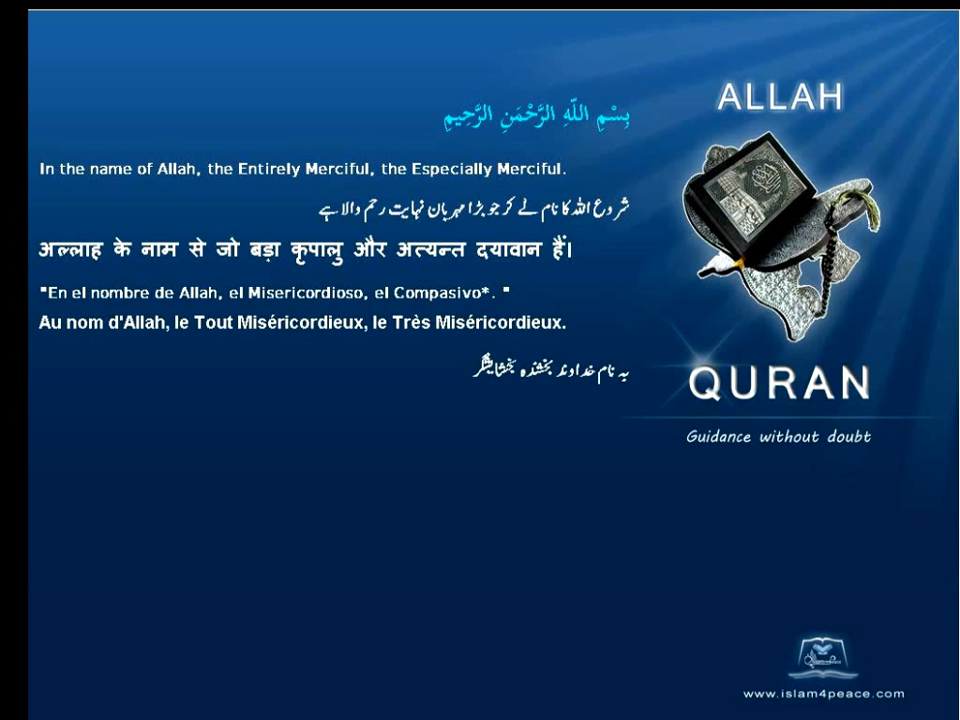 بِسْمِ اللّهِ الرَّحْمَنِ الرَّحِيمِ
In the name of Allah, the Entirely Merciful, the Especially Merciful.
شروع الله کا نام لے کر جو بڑا مہربان نہایت رحم والا ہے
अल्लाह के नाम से जो बड़ा कृपालु और अत्यन्त दयावान हैं।
"En el nombre de Allah, el Misericordioso, el Compasivo*. "
Au nom d'Allah, le Tout Miséricordieux, le Très Miséricordieux.
به نام خداوند بخشنده بخشایشگر
ALLAH
QURAN
Guidance without doubt
www.islam4peace.com